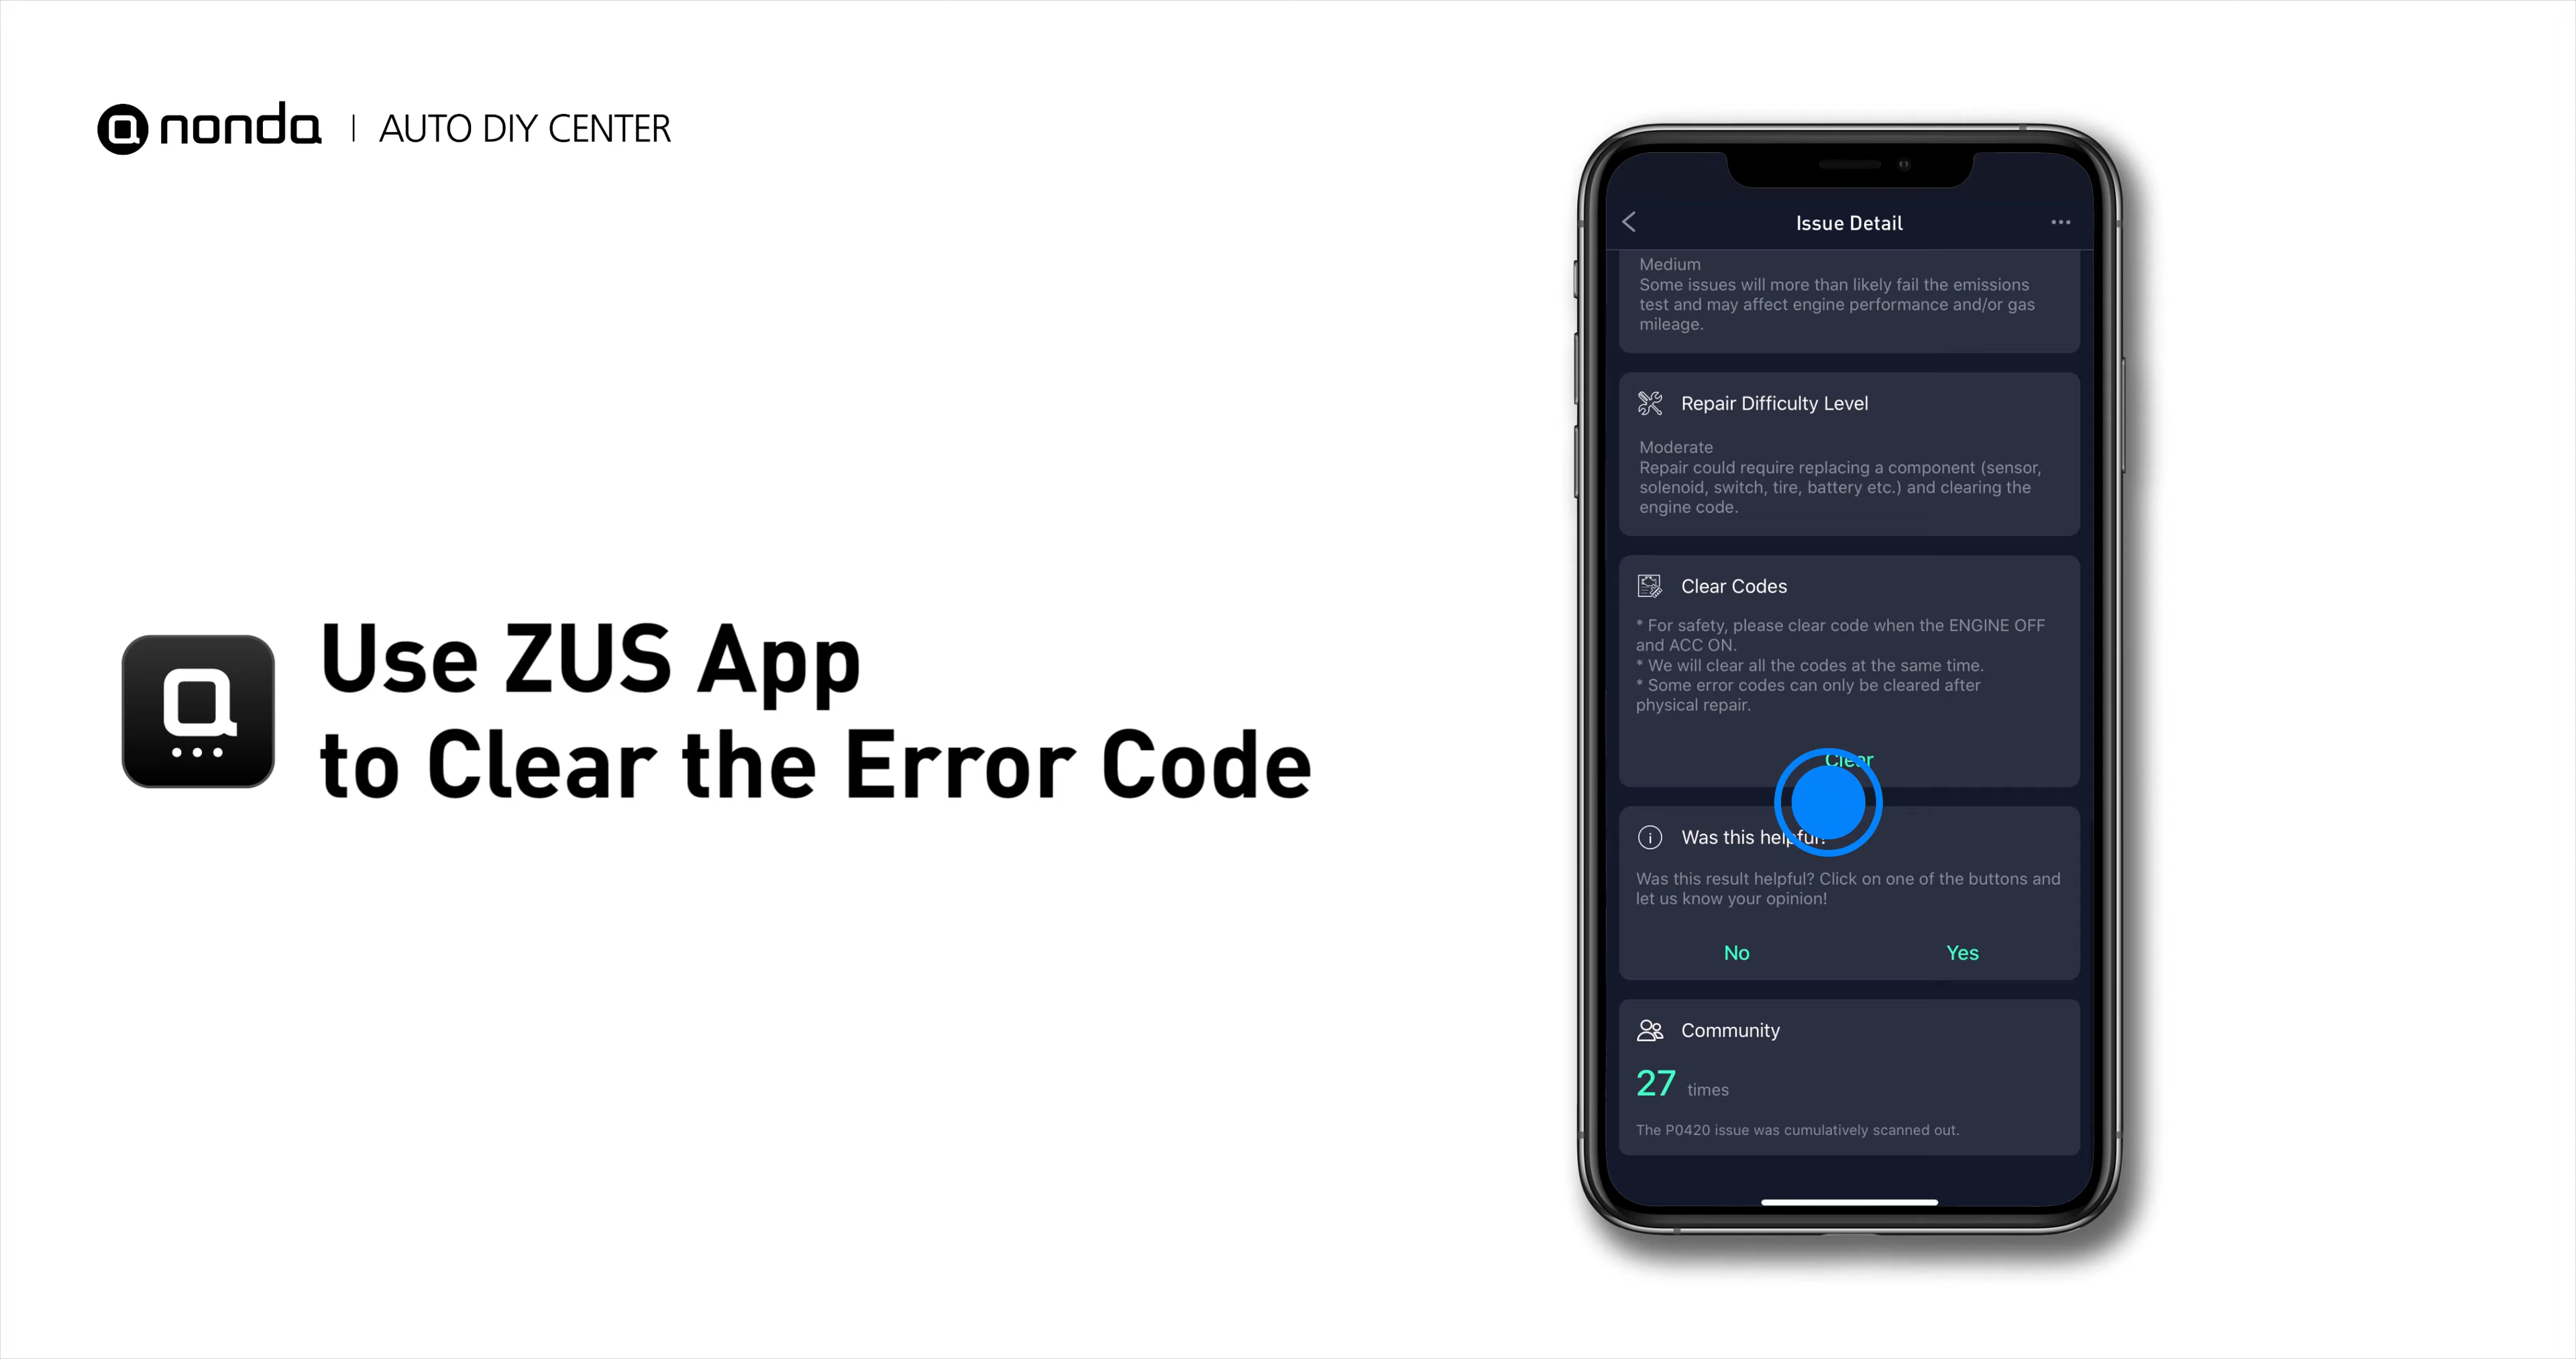 nonda | AUTO DIY CENTER
Use ZUS App
to Clear the Error Code
Issue Detail
Medium
Some issues will more than likely fail the emissions
test and may affect engine performance and/or gas
mileage.
Repair Difficulty Level
Moderate
Repair could require replacing a component (sensor,
solenoid, switch, tire, battery etc.) and clearing the
engine code.
Clear Codes
* For safety, please clear code when the ENGINE OFF
and ACC ON.
* We will clear all the codes at the same time.
* Some error codes can only be cleared after
physical repair.
Clear
Was this helpful?
Was this result helpful? Click on one of the buttons and
let us know your opinion!
No Yes
Community
27 times
The P0420 issue was cumulatively scanned out.